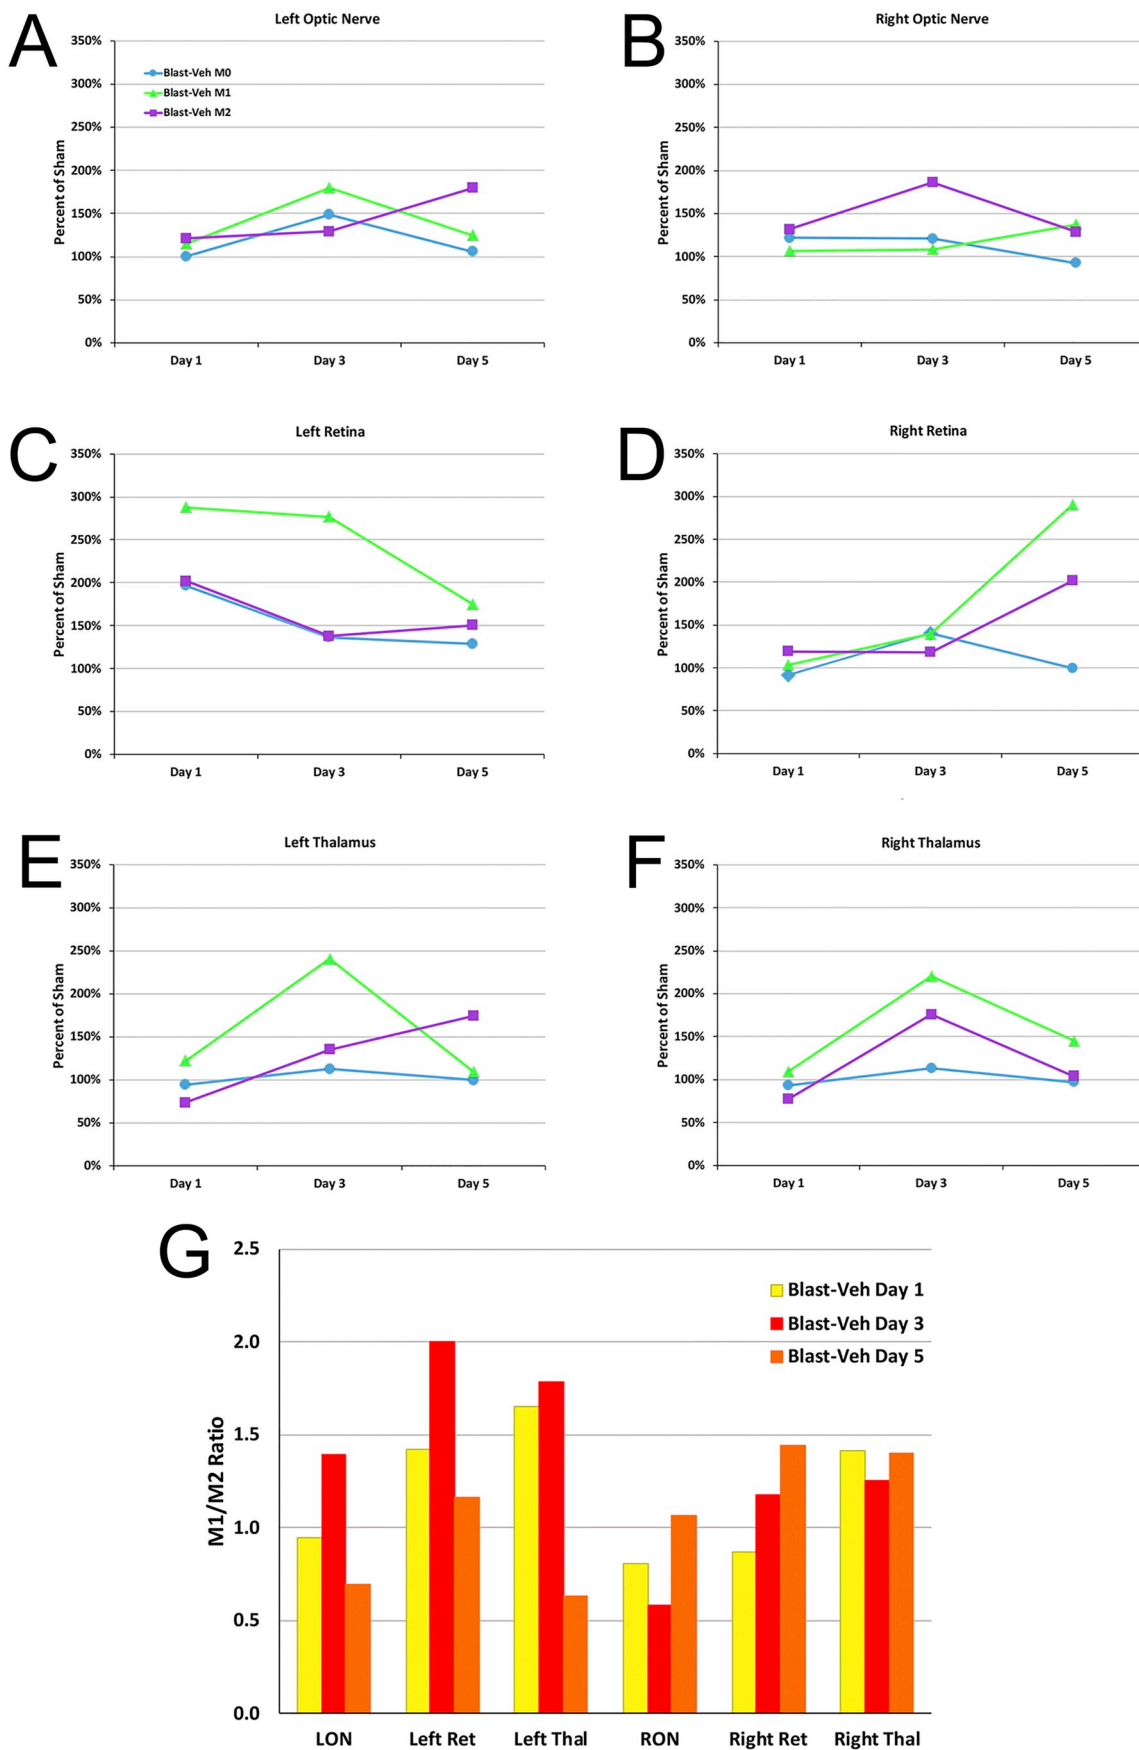 A
Left Optic Nerve
350%
300%
250%
200%
150%
100%
50%
0%
Percent of Sham
Blast-Veh M0
Blast-Veh M1
Blast-Veh M2
Day 1
Day 3
Day 5
B
Right Optic Nerve
350%
300%
250%
200%
150%
100%
50%
0%
Percent of Sham
Day 1
Day 3
Day 5
C
Left Retina
350%
300%
250%
200%
150%
100%
50%
0%
Percent of Sham
Day 1
Day 3
Day 5
D
Right Retina
350%
300%
250%
200%
150%
100%
50%
0%
Percent of Sham
Day 1
Day 3
Day 5
E
Left Thalamus
350%
300%
250%
200%
150%
100%
50%
0%
Percent of Sham
Day 1
Day 3
Day 5
F
Right Thalamus
350%
300%
250%
200%
150%
100%
50%
0%
Percent of Sham
Day 1
Day 3
Day 5
G
2.5
2.0
1.5
1.0
0.5
0.0
M1/M2 Ratio
Blast-Veh Day 1
Blast-Veh Day 3
Blast-Veh Day 5
LON
Left Ret
Left Thal
RON
Right Ret
Right Thal